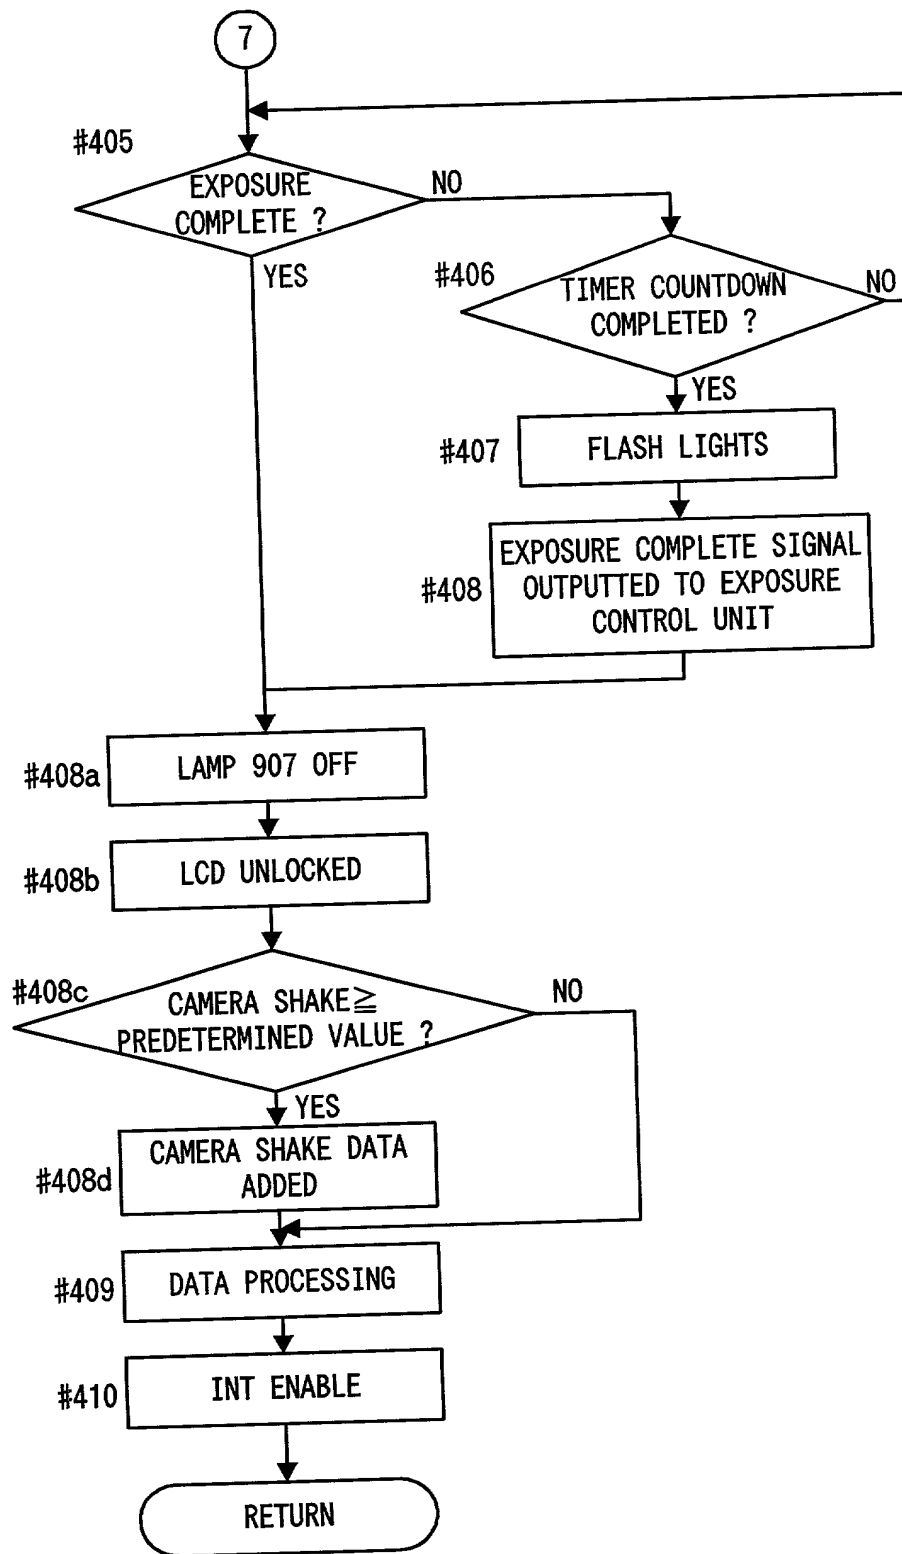 7
#405
EXPOSURE
COMPLETE ?
NO
YES
#406
TIMER COUNTDOWN
COMPLETED ?
NO
YES
#407
FLASH LIGHTS
#408
EXPOSURE COMPLETE SIGNAL
OUTPUTTED TO EXPOSURE
CONTROL UNIT
#408a
LAMP 907 OFF
#408b
LCD UNLOCKED
#408c
CAMERA SHAKE≧
PREDETERMINED VALUE ?
NO
YES
#408d
CAMERA SHAKE DATA
ADDED
#409
DATA PROCESSING
#410
INT ENABLE
RETURN